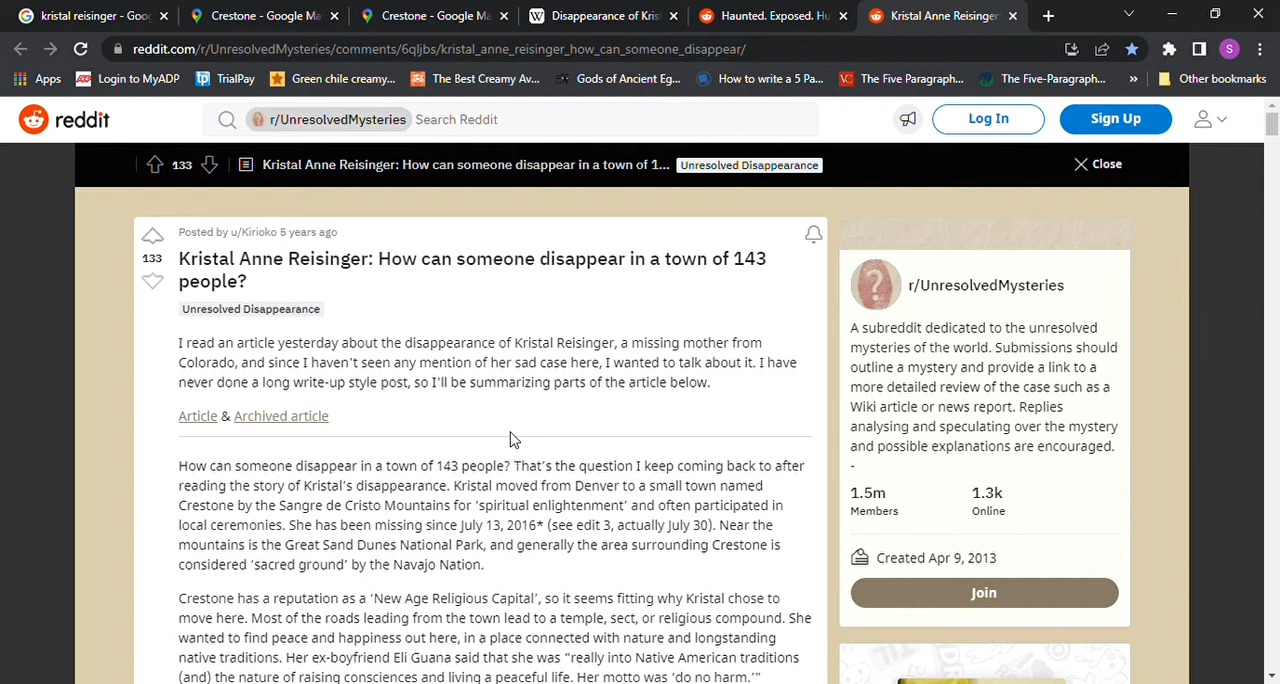 kristal reisinger - Goo
Crestone - Google Ma
Crestone - Google Ma
Disappearance of Kris
Haunted. Exposed. Hu
Kristal Anne Reisinger:
reddit.com/r/UnresolvedMysteries/comments/6qljbs/kristal_anne_reisinger_how_can_someone_disappear/
S
Apps
Login to MyADP
TrialPay
Green chile creamy...
The Best Creamy Av...
Gods of Ancient Eg...
How to write a 5 Pa...
The Five Paragraph...
The Five-Paragraph...
»
Other bookmarks
reddit
r/UnresolvedMysteries Search Reddit
Log In
Sign Up
133
Kristal Anne Reisinger: How can someone disappear in a town of 1...
Unresolved Disappearance
Close
Posted by u/Kirioko 5 years ago
133
Kristal Anne Reisinger: How can someone disappear in a town of 143
people?
Unresolved Disappearance
I read an article yesterday about the disappearance of Kristal Reisinger, a missing mother from
Colorado, and since I haven't seen any mention of her sad case here, I wanted to talk about it. I have
never done a long write-up style post, so I'll be summarizing parts of the article below.
Article & Archived article
How can someone disappear in a town of 143 people? That's the question I keep coming back to after
reading the story of Kristal's disappearance. Kristal moved from Denver to a small town named
Crestone by the Sangre de Cristo Mountains for 'spiritual enlightenment' and often participated in
local ceremonies. She has been missing since July 13, 2016* (see edit 3, actually July 30). Near the
mountains is the Great Sand Dunes National Park, and generally the area surrounding Crestone is
considered 'sacred ground' by the Navajo Nation.
Crestone has a reputation as a 'New Age Religious Capital', so it seems fitting why Kristal chose to
move here. Most of the roads leading from the town lead to a temple, sect, or religious compound. She
wanted to find peace and happiness out here, in a place connected with nature and longstanding
native traditions. Her ex-boyfriend Eli Guana said that she was "really into Native American traditions
(and) the nature of raising consciences and living a peaceful life. Her motto was 'do no harm.'"
r/UnresolvedMysteries
A subreddit dedicated to the unresolved
mysteries of the world. Submissions should
outline a mystery and provide a link to a
more detailed review of the case such as a
Wiki article or news report. Replies
analysing and speculating over the mystery
and possible explanations are encouraged.
-
1.5m
Members
1.3k
Online
Created Apr 9, 2013
Join